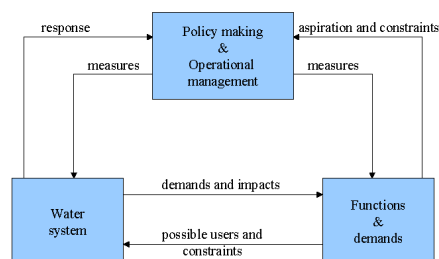 response
Policy making
&
Operational
management
aspiration and constraints
measures
measures
demands and impacts
Water
system
Functions
&
demands
possible users and
constraints